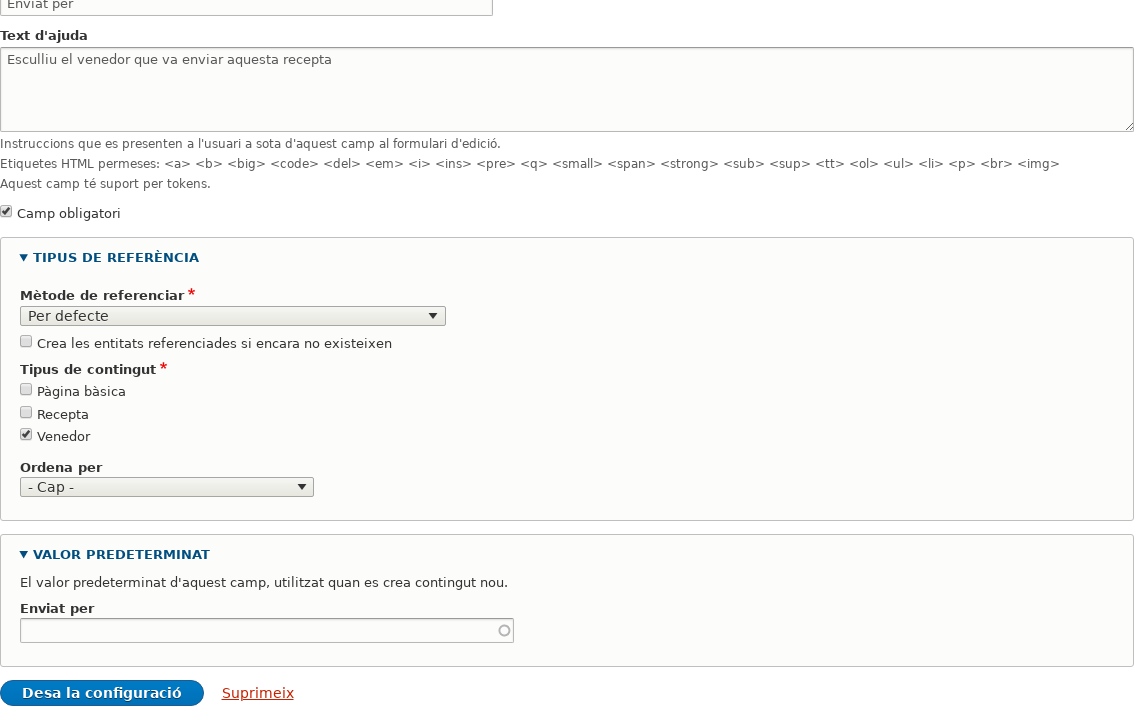 Enviat per
Text d'ajuda
Esculliu el venedor que va enviar aquesta recepta
Instruccions que es presenten a l'usuari a sota d'aquest camp al formulari d'edició.
Etiquetes HTML permeses: <a> <b> <big> <code> <del> <em> <i> <ins> <pre> <q> <small> <span> <strong> <sub> <sup> <tt> <ol> <ul> <li> <p> <br> <img>
Aquest camp té suport per tokens.
Camp obligatori
TIPUS DE REFERÈNCIA
Mètode de referenciar *
Per defecte
Crea les entitats referenciades si encara no existeixen
Tipus de contingut *
Pàgina bàsica
Recepta
Venedor
Ordena per
- Cap -
VALOR PREDETERMINAT
El valor predeterminat d'aquest camp, utilitzat quan es crea contingut nou.
Enviat per
Desa la configuració Suprimeix